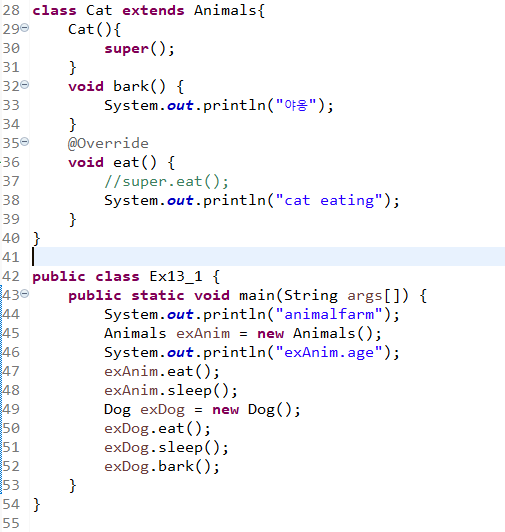 28 class Cat extends Animals{
29 Cat(){
30 super();
31 }
32 void bark() {
33 System.out.println("야옹");
34 }
35 @Override
36 void eat() {
37 //super.eat();
38 System.out.println("cat eating");
39 }
40 }
41
42 public class Ex13_1 {
43 public static void main(String args[]) {
44 System.out.println("animalfarm");
45 Animals exAnim = new Animals();
46 System.out.println("exAnim.age");
47 exAnim.eat();
48 exAnim.sleep();
49 Dog exDog = new Dog();
50 exDog.eat();
51 exDog.sleep();
52 exDog.bark();
53 }
54 }
55